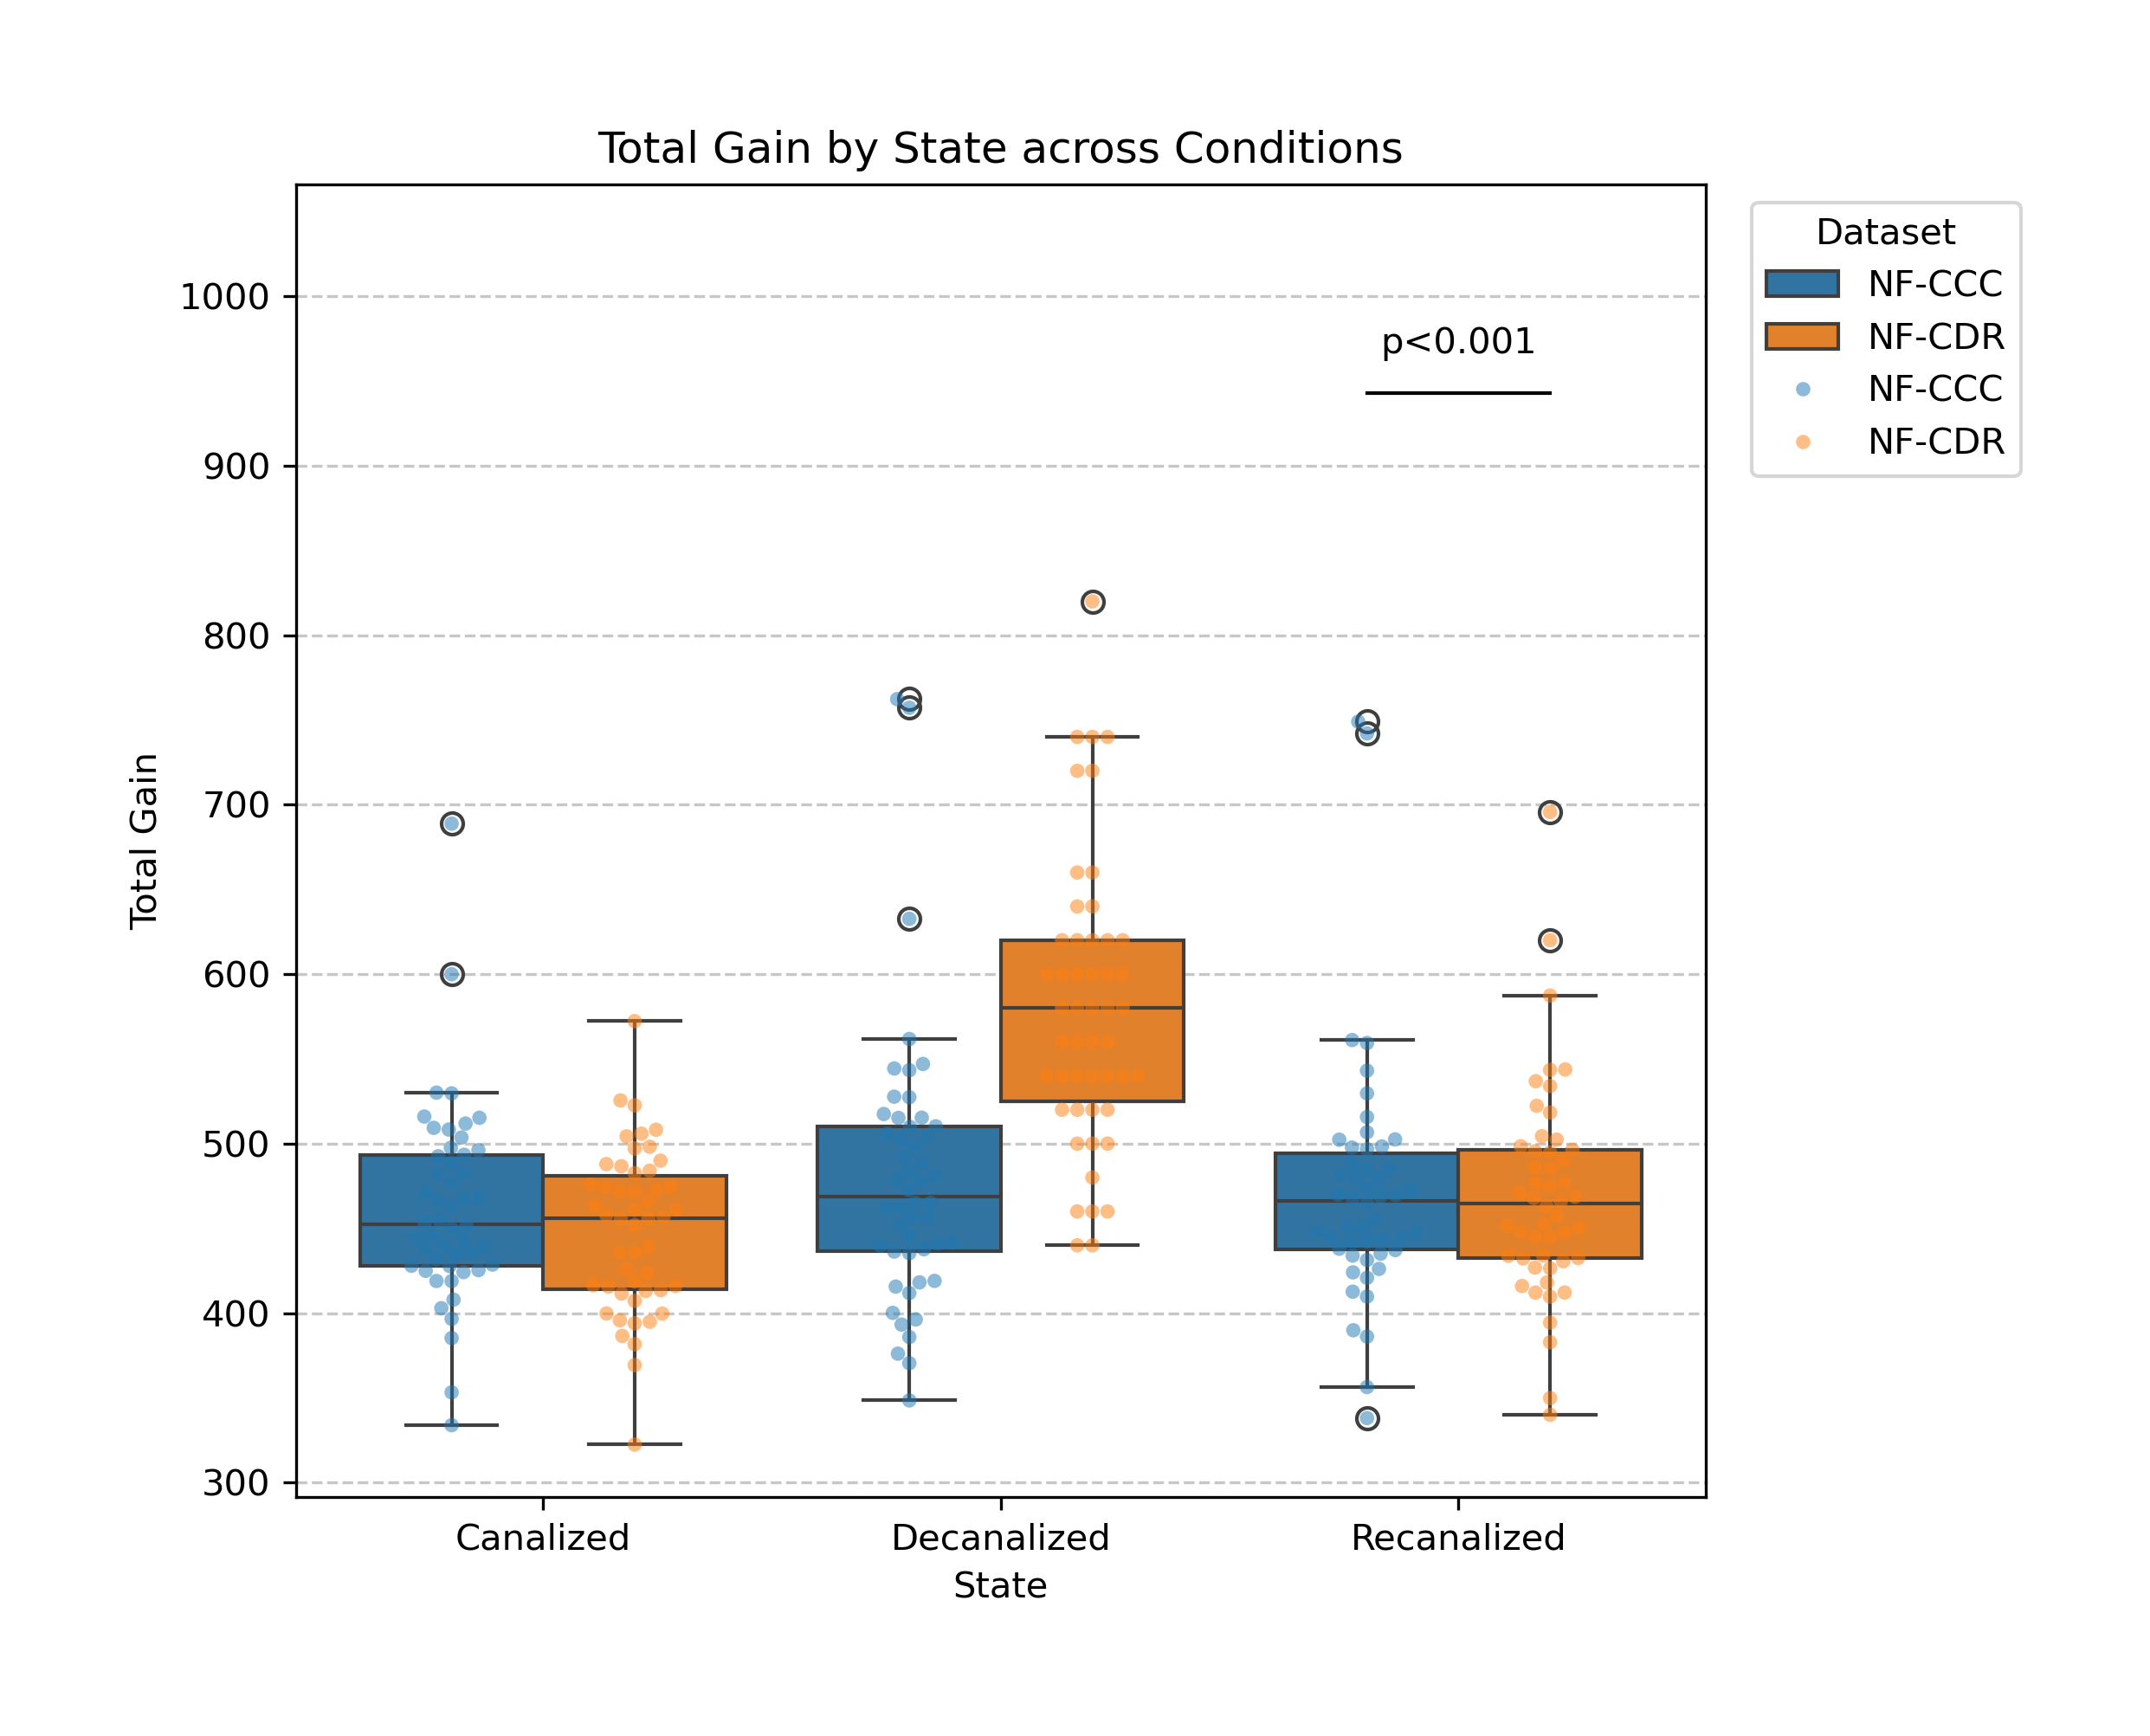 Total Gain by State across Conditions
Total Gain
1000
900
800
700
600
500
400
300
p<0.001
Canalized
Decanalized
Recanalized
State
Dataset
NF-CCC
NF-CDR
NF-CCC
NF-CDR